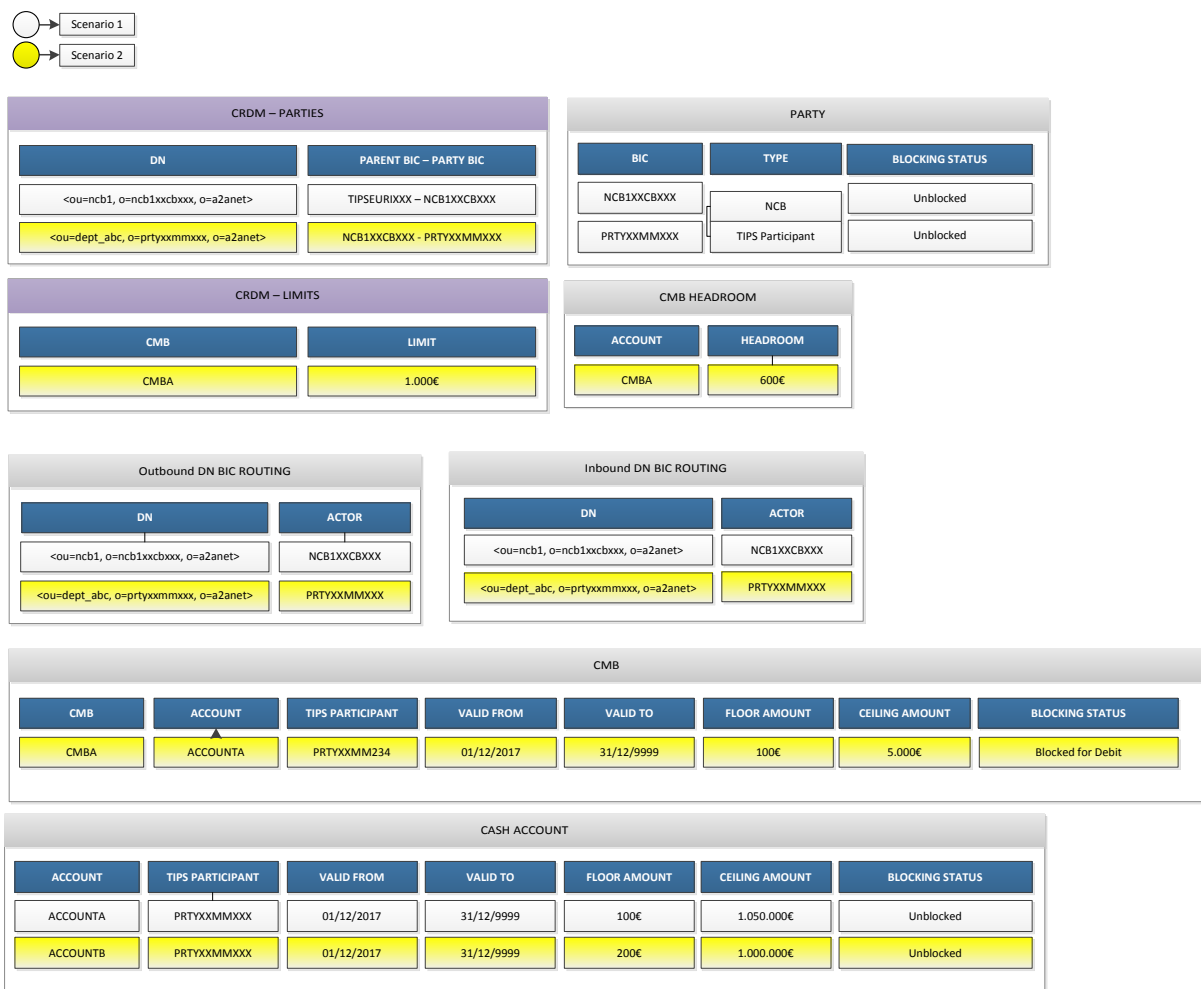 Scenario 1
Scenario 2
CRDM – PARTIES
DN PARENT BIC – PARTY BIC
<ou=ncb1, o=ncb1xxcbxxx, o=a2anet> TIPSEURIXXX – NCB1XXCBXXX
<ou=dept_abc, o=prtyxxmmxxx, o=a2anet> NCB1XXCBXXX - PRTYXXMMXXX
PARTY
BIC TYPE BLOCKING STATUS
NCB1XXCBXXX NCB Unblocked
PRTYXXMMXXX TIPS Participant Unblocked
CRDM – LIMITS
CMB LIMIT
CMBA 1.000€
CMB HEADROOM
ACCOUNT HEADROOM
CMBA 600€
Outbound DN BIC ROUTING
DN ACTOR
<ou=ncb1, o=ncb1xxcbxxx, o=a2anet> NCB1XXCBXXX
<ou=dept_abc, o=prtyxxmmxxx, o=a2anet> PRTYXXMMXXX
Inbound DN BIC ROUTING
DN ACTOR
<ou=ncb1, o=ncb1xxcbxxx, o=a2anet> NCB1XXCBXXX
<ou=dept_abc, o=prtyxxmmxxx, o=a2anet> PRTYXXMMXXX
CMB
CMB ACCOUNT TIPS PARTICIPANT VALID FROM VALID TO FLOOR AMOUNT CEILING AMOUNT BLOCKING STATUS
CMBA ACCOUNTA PRTYXXMM234 01/12/2017 31/12/9999 100€ 5.000€ Blocked for Debit
CASH ACCOUNT
ACCOUNT TIPS PARTICIPANT VALID FROM VALID TO FLOOR AMOUNT CEILING AMOUNT BLOCKING STATUS
ACCOUNTA PRTYXXMMXXX 01/12/2017 31/12/9999 100€ 1.050.000€ Unblocked
ACCOUNTB PRTYXXMMXXX 01/12/2017 31/12/9999 200€ 1.000.000€ Unblocked